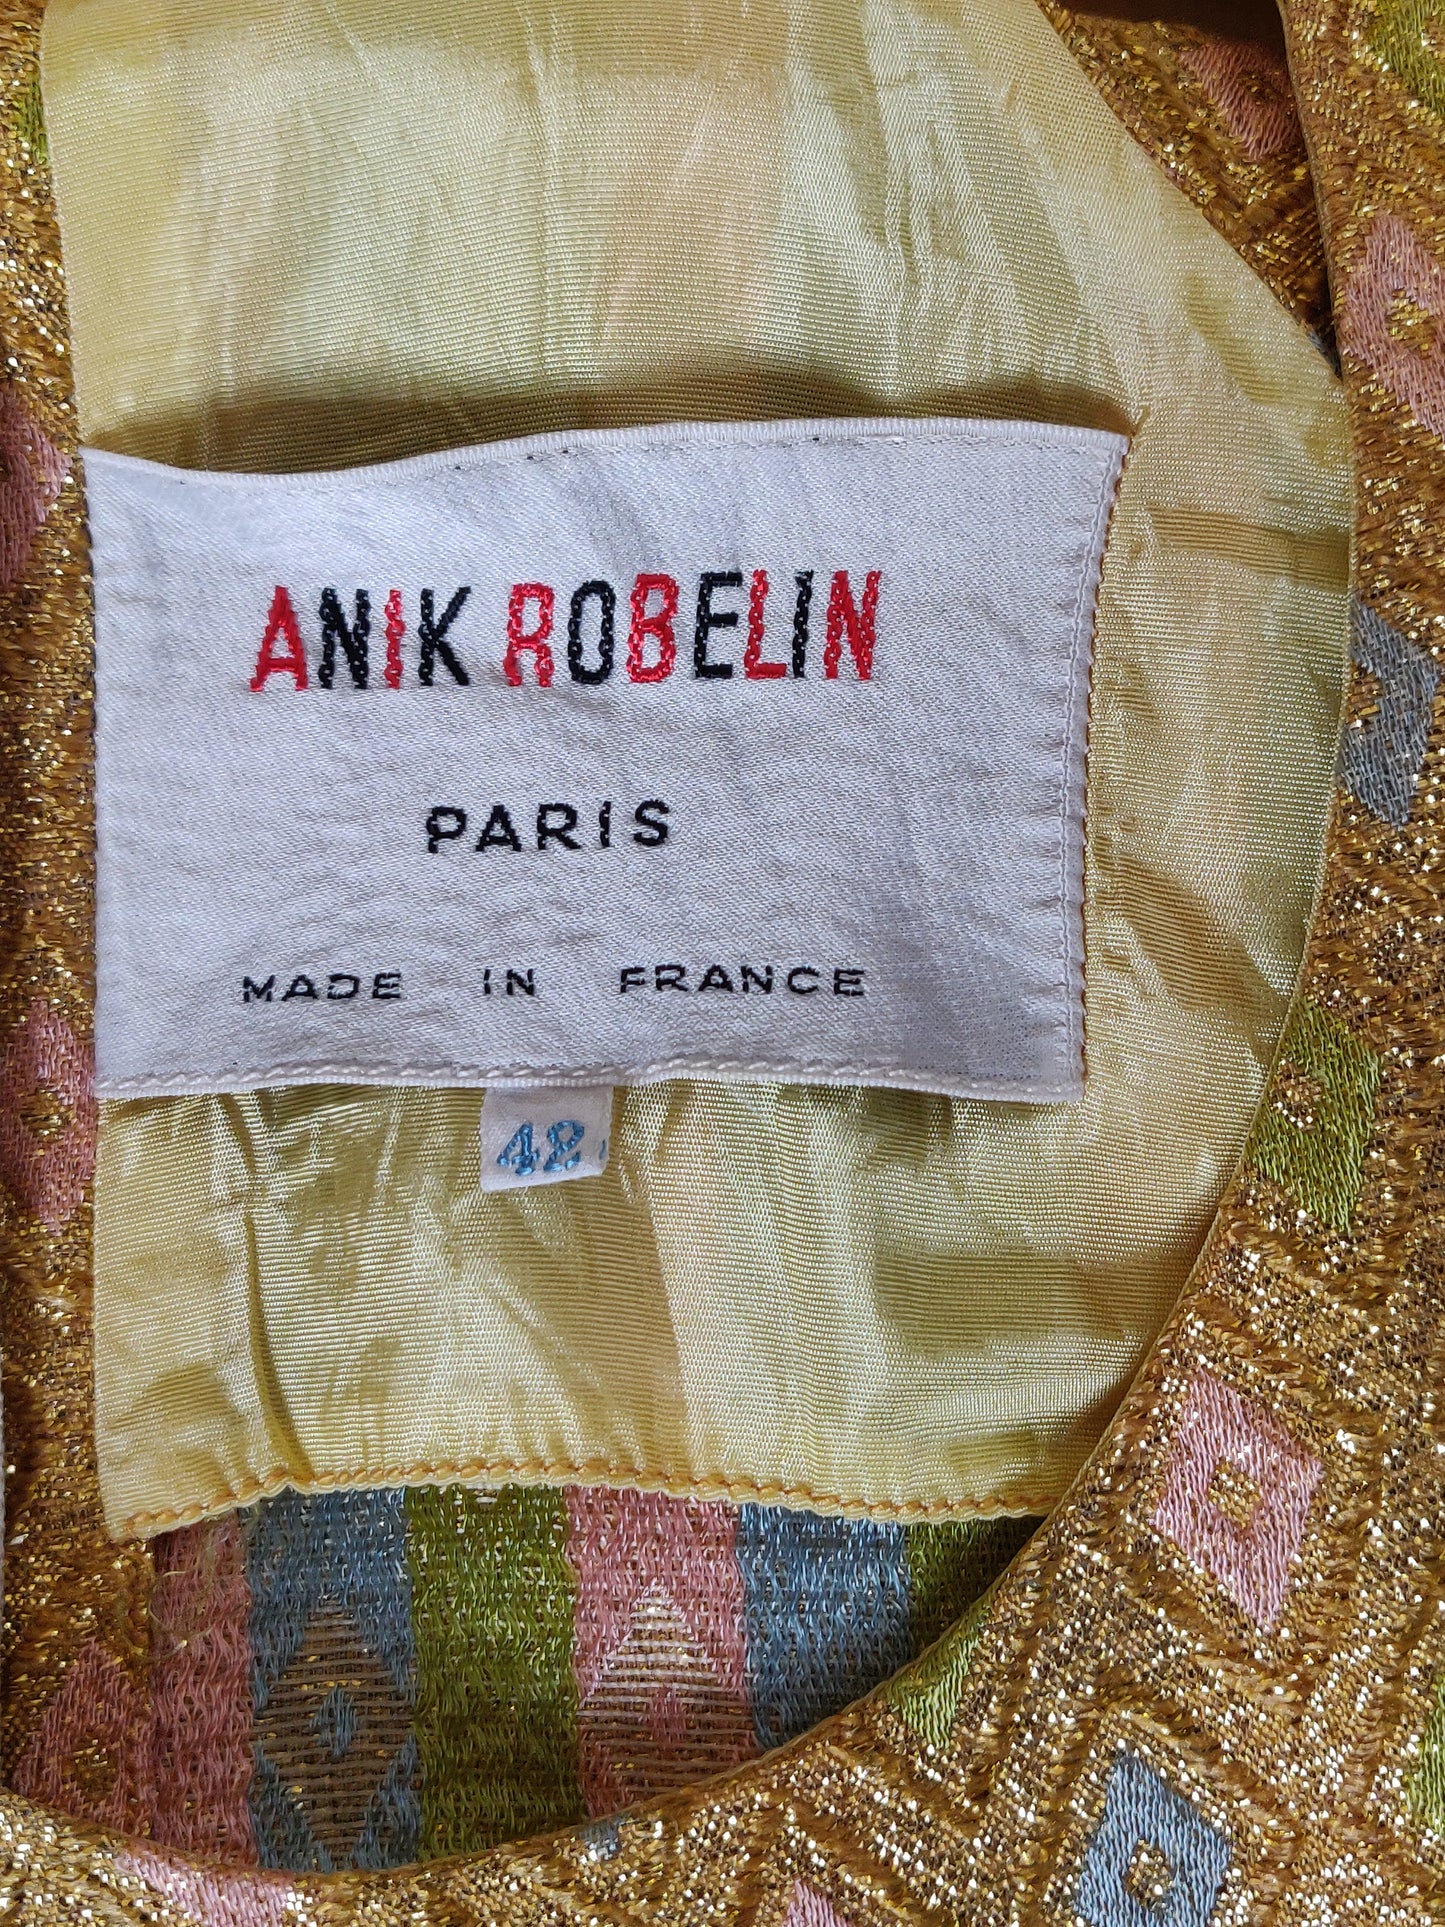 ANIK ROBELIN
PARIS
MADE IN FRANCE
42